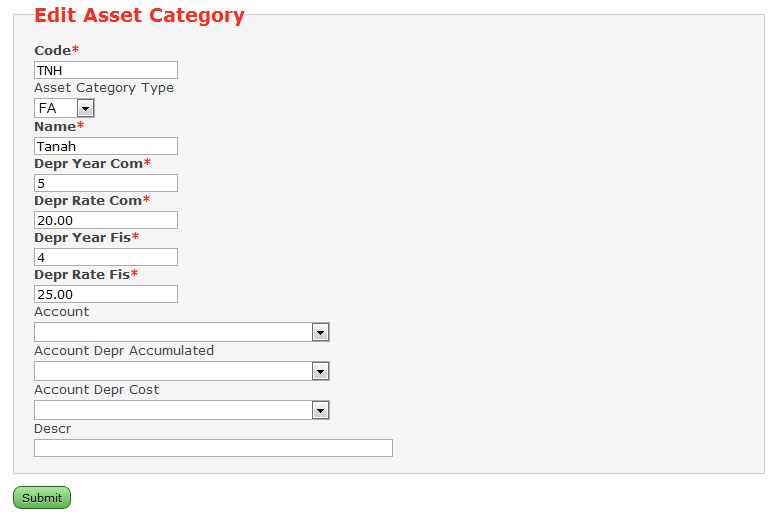 Edit Asset Category
Code*
TNH
Asset Category Type
FA
Name*
Tanah
Depr Year Com*
5
Depr Rate Com*
20.00
Depr Year Fis*
4
Depr Rate Fis*
25.00
Account
Account Depr Accumulated
Account Depr Cost
Descr
Submit